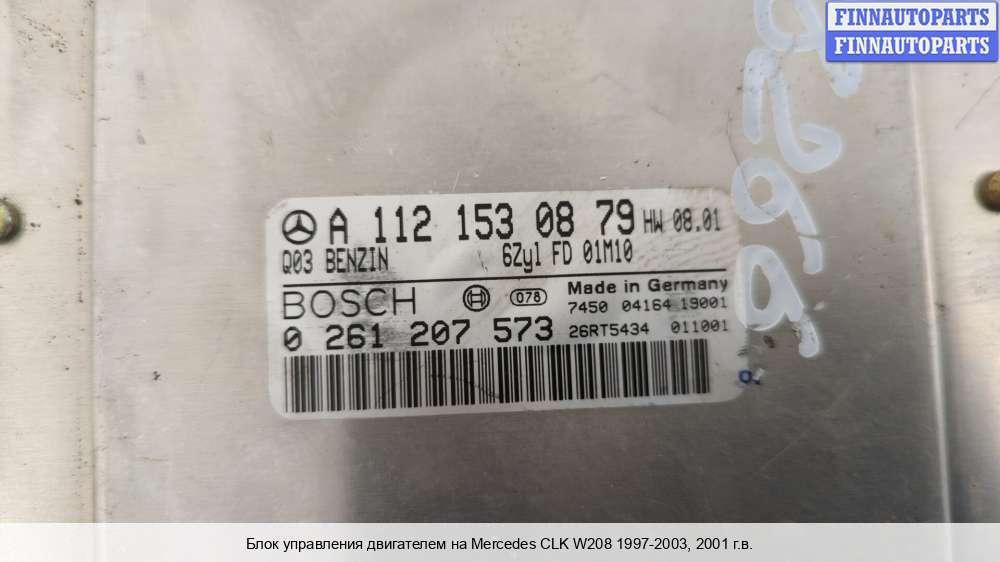 FINNAUTOPARTS
FINNAUTOPARTS
A 112 153 08 79 HW 08.01
Q03 BENZIN 6Zyl FD 01M10
BOSCH 078 Made in Germany
7450 04164 19001
0 261 207 573 26RT5434 011001
Блок управления двигателем на Mercedes CLK W208 1997-2003, 2001 г.в.